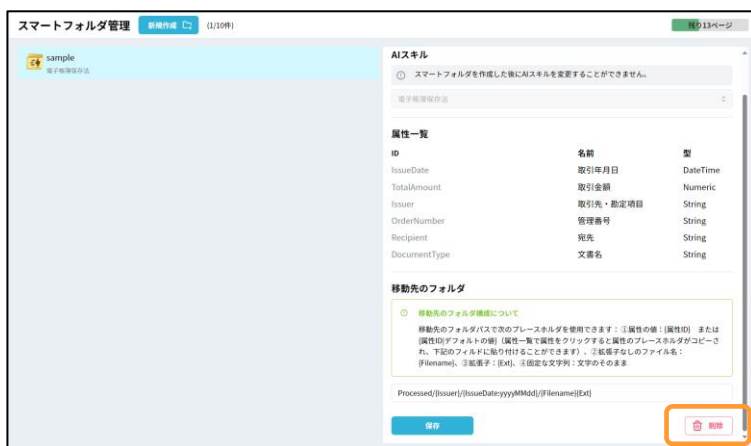 スマートフォルダ管理 新規作成 (1/10件) 残り13ページ
sample
電子帳簿保存法
AIスキル
スマートフォルダを作成した後にAIスキルを変更することができません。
電子帳簿保存法
属性一覧
ID 名前 型
IssueDate 取引年月日 DateTime
TotalAmount 取引金額 Numeric
Issuer 取引先・勘定項目 String
OrderNumber 管理番号 String
Recipient 宛先 String
DocumentType 文書名 String
移動先のフォルダ
移動先のフォルダ構成について
移動先のフォルダパスで次のプレースホルダを使用できます：①属性の値：{属性ID} または
{属性ID|デフォルトの値}（属性一覧で属性をクリックすると属性のプレースホルダがコピーさ
れ、下記のフィルドに貼り付けることができます）、②拡張子なしのファイル名：
{Filename}、③拡張子：{Ext}、④固定な文字列：文字のそのまま
Processed/{Issuer}/{IssueDate:yyyyMMdd}/{Filename}{Ext}
保存 削除